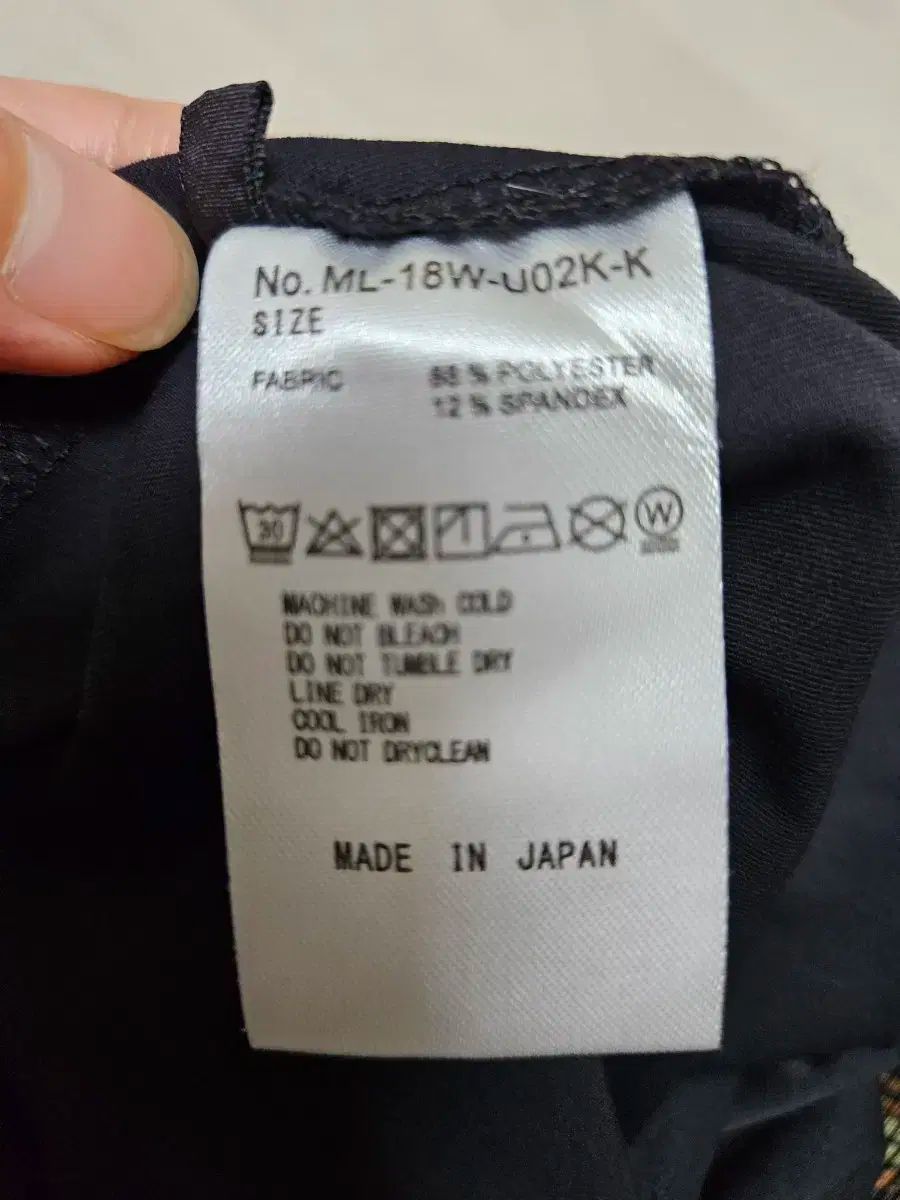 No. ML-18W-U02K-K
SIZE
FABRIC 88 % POLYESTER
12 % SPANDEX
30
W
MACHINE WASH COLD
DO NOT BLEACH
DO NOT TUMBLE DRY
LINE DRY
COOL IRON
DO NOT DRYCLEAN
MADE IN JAPAN